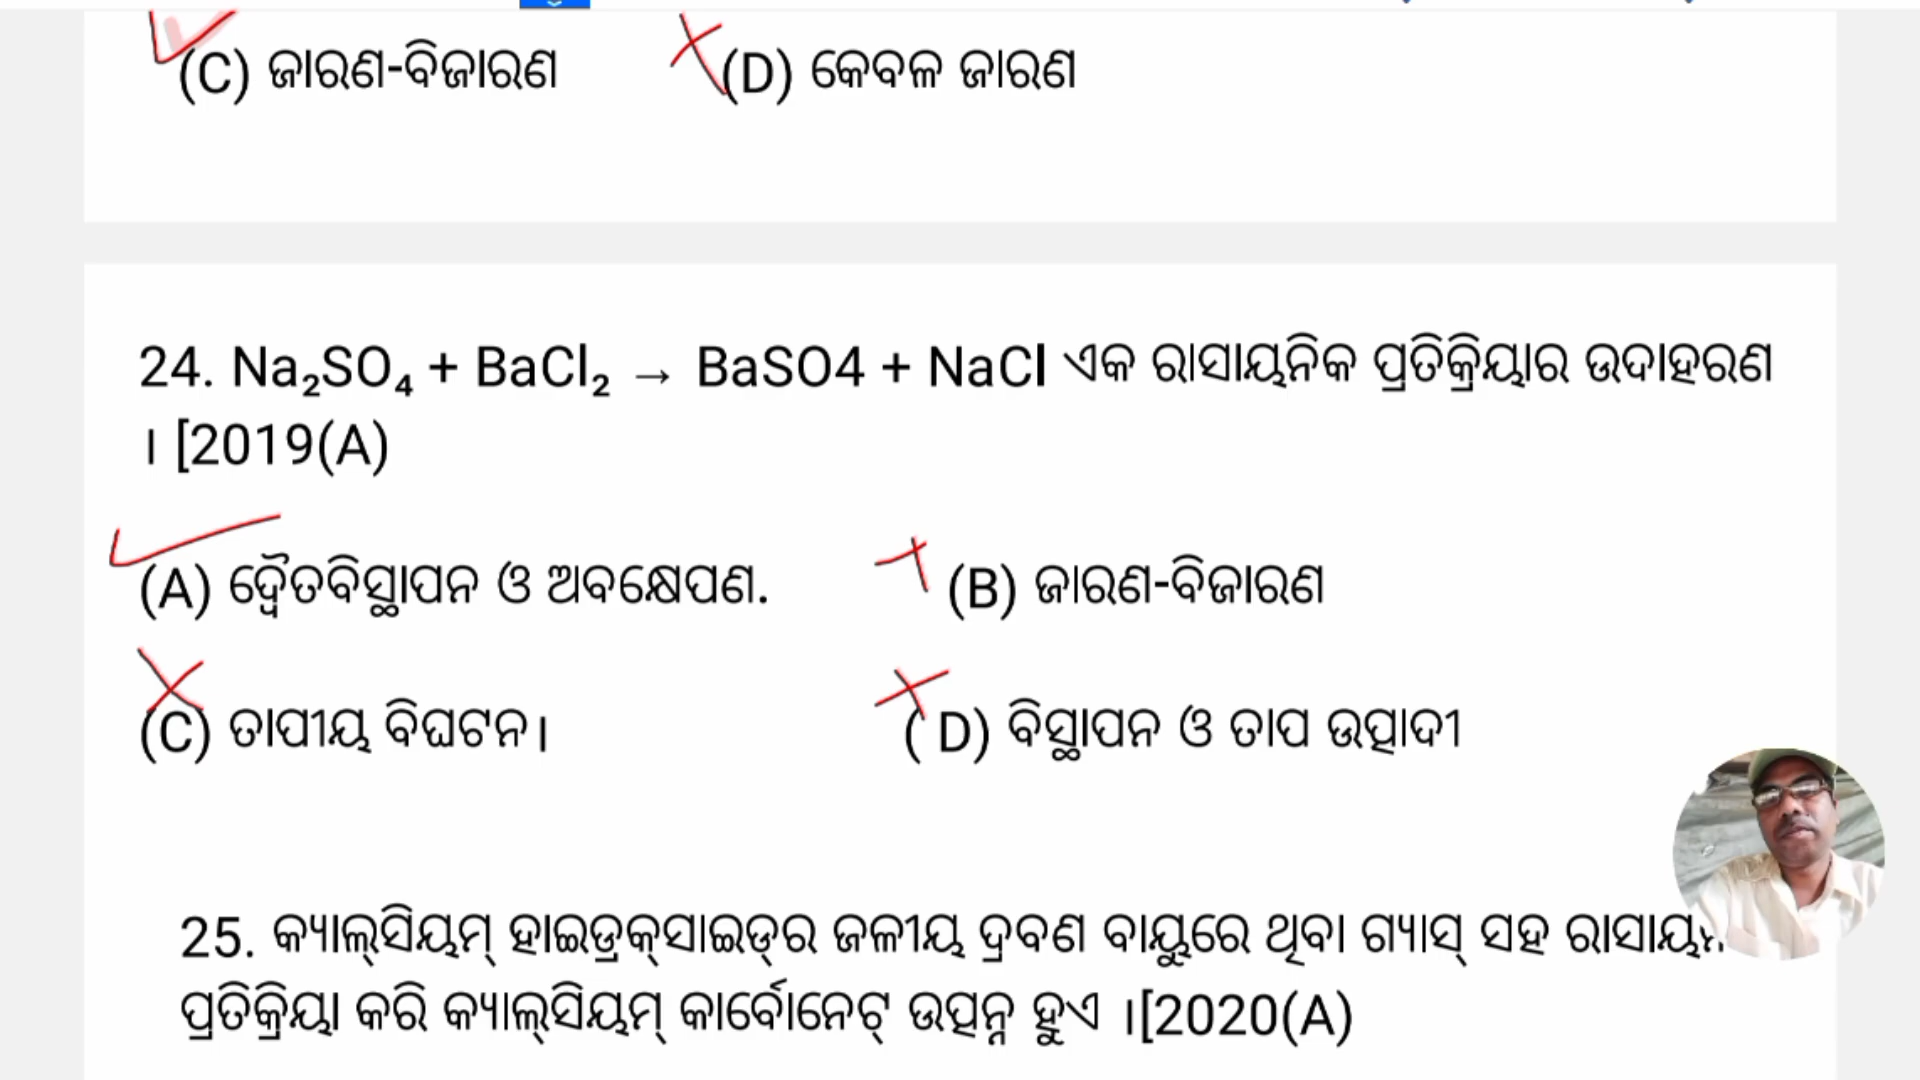 (C) ଜାରଣ-ବିଜାରଣ (D) କେବଳ ଜାରଣ
24. Na₂SO₄ + BaCl₂ → BaSO4 + NaCl ଏକ ରାସାୟନିକ ପ୍ରତିକ୍ରିୟାର ଉଦାହରଣ
। [2019(A)
(A) ଦ୍ୱୈତବିସ୍ଥାପନ ଓ ଅବକ୍ଷେପଣ. (B) ଜାରଣ-ବିଜାରଣ
(C) ତାପୀୟ ବିଘଟନ। ( D) ବିସ୍ଥାପନ ଓ ତାପ ଉତ୍ପାଦୀ
25. କ୍ୟାଲ୍‌ସିୟମ୍ ହାଇଡ୍ରକ୍‌ସାଇଡ୍‌ର ଜଳୀୟ ଦ୍ରବଣ ବାୟୁରେ ଥିବା ଗ୍ୟାସ୍ ସହ
ପ୍ରତିକ୍ରିୟା କରି କ୍ୟାଲ୍‌ସିୟମ୍ କାର୍ବୋନେଟ୍ ଉତ୍ପନ୍ନ ହୁଏ ।[2020(A)